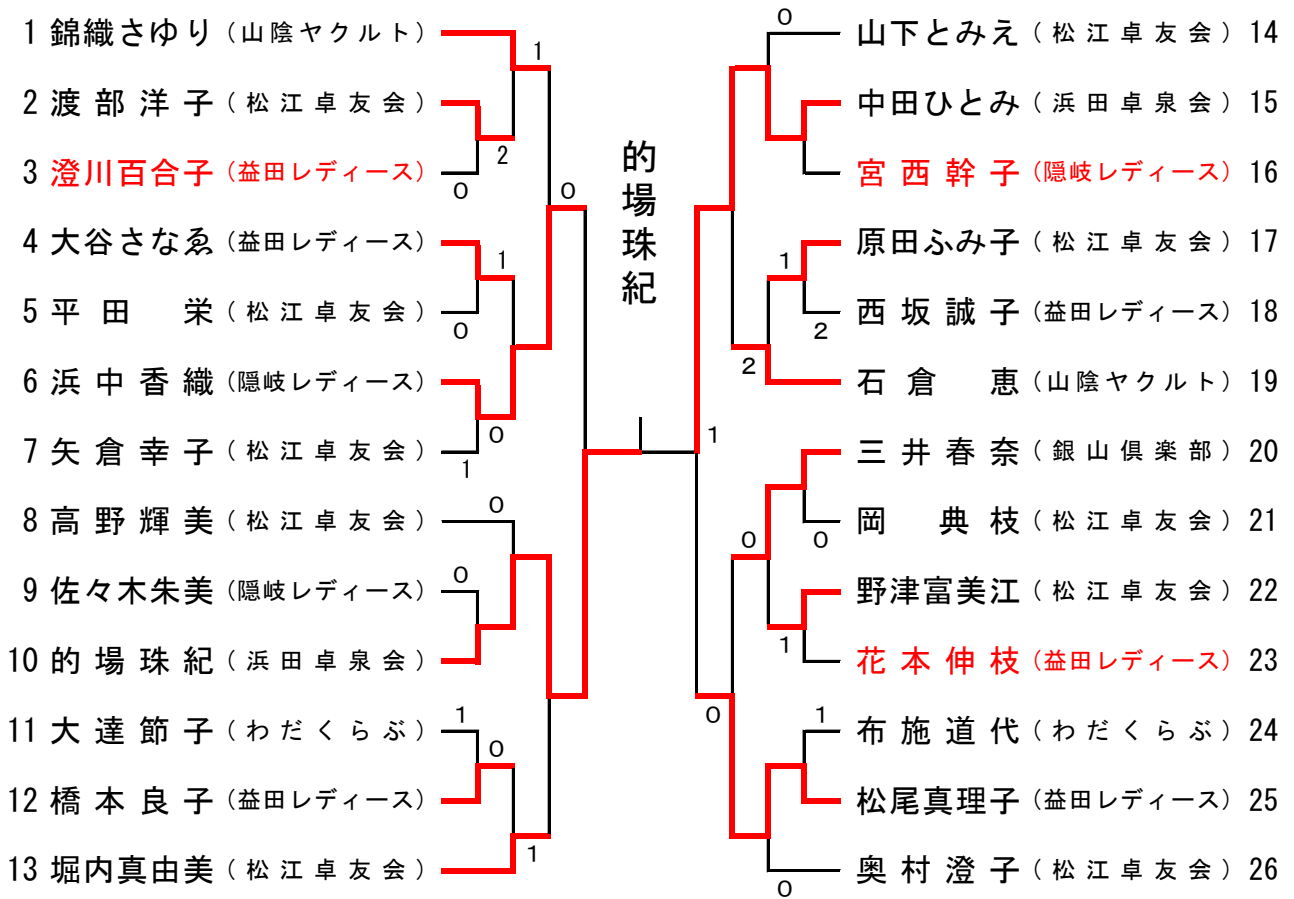 1 錦織さゆり (山陰ヤクルト)
2 渡部洋子 (松江卓友会)
3 澄川百合子 (益田レディース)
4 大谷さなゑ (益田レディース)
5 平田 栄 (松江卓友会)
6 浜中香織 (隠岐レディース)
7 矢倉幸子 (松江卓友会)
8 高野輝美 (松江卓友会)
9 佐々木朱美 (隠岐レディース)
10 的場珠紀 (浜田卓泉会)
11 大達節子 (わだくらぶ)
12 橋本良子 (益田レディース)
13 堀内真由美 (松江卓友会)
1
2
0
0
1
0
0
1
0
0
1
0
1
的場珠紀
0
1
2
2
1
0
0
1
0
1
0
山下とみえ (松江卓友会) 14
中田ひとみ (浜田卓泉会) 15
宮西幹子 (隠岐レディース) 16
原田ふみ子 (松江卓友会) 17
西坂誠子 (益田レディース) 18
石倉 恵 (山陰ヤクルト) 19
三井春奈 (銀山倶楽部) 20
岡 典枝 (松江卓友会) 21
野津富美江 (松江卓友会) 22
花本伸枝 (益田レディース) 23
布施道代 (わだくらぶ) 24
松尾真理子 (益田レディース) 25
奥村澄子 (松江卓友会) 26